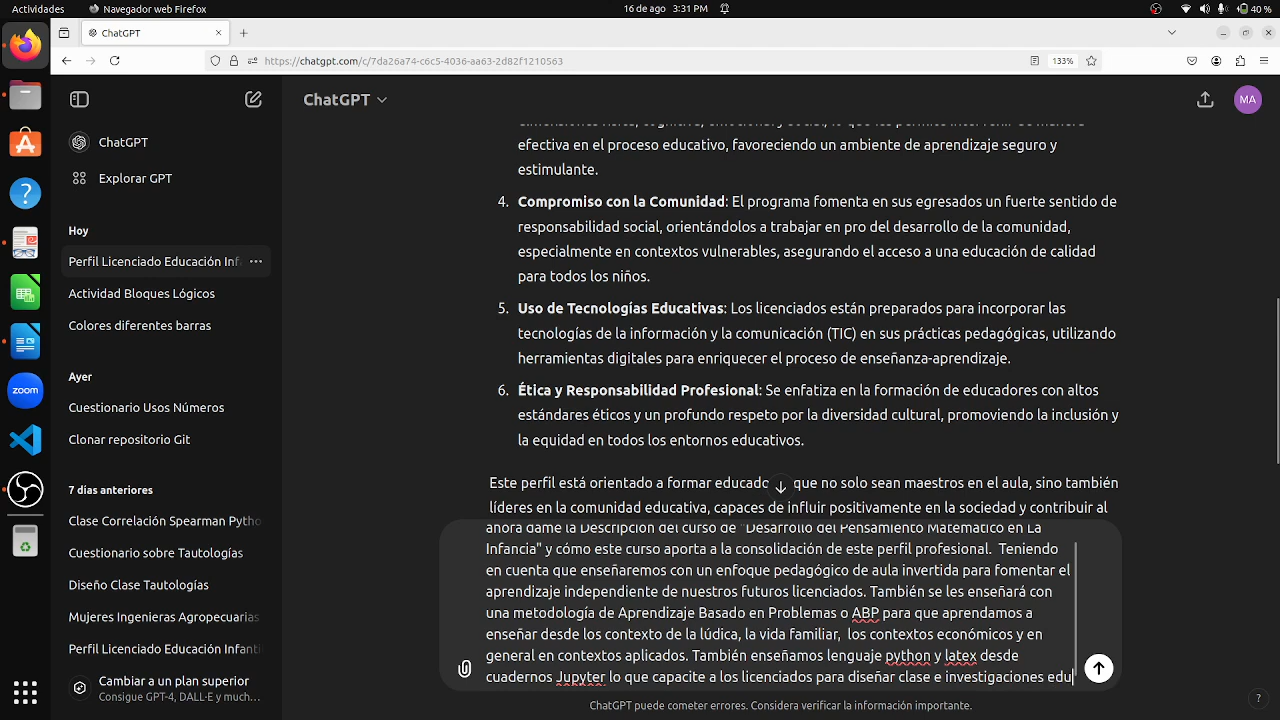 Actividades
Navegador web Firefox
16 de ago 3:31 PM
40 %
ChatGPT
https://chatgpt.com/c/7da26a74-c6c5-4036-aa63-2d82f1210563
133%
ChatGPT
MA
ChatGPT
Explorar GPT
Hoy
Perfil Licenciado Educación Inf
Actividad Bloques Lógicos
Colores diferentes barras
Ayer
Cuestionario Usos Números
Clonar repositorio Git
7 días anteriores
Clase Correlación Spearman Pytho
Cuestionario sobre Tautologías
Diseño Clase Tautologías
Mujeres Ingenieras Agropecuarias
Perfil Licenciado Educación Infanti
Cambiar a un plan superior
Consigue GPT-4, DALL·E y much...
zoom
efectiva en el proceso educativo, favoreciendo un ambiente de aprendizaje seguro y
estimulante.
4. Compromiso con la Comunidad: El programa fomenta en sus egresados un fuerte sentido de
responsabilidad social, orientándolos a trabajar en pro del desarrollo de la comunidad,
especialmente en contextos vulnerables, asegurando el acceso a una educación de calidad
para todos los niños.
5. Uso de Tecnologías Educativas: Los licenciados están preparados para incorporar las
tecnologías de la información y la comunicación (TIC) en sus prácticas pedagógicas, utilizando
herramientas digitales para enriquecer el proceso de enseñanza-aprendizaje.
6. Ética y Responsabilidad Profesional: Se enfatiza en la formación de educadores con altos
estándares éticos y un profundo respeto por la diversidad cultural, promoviendo la inclusión y
la equidad en todos los entornos educativos.
Este perfil está orientado a formar educado que no solo sean maestros en el aula, sino también
líderes en la comunidad educativa, capaces de influir positivamente en la sociedad y contribuir al
ahora dame la Descripción del curso de "Desarrollo del Pensamiento Matemático en La
Infancia" y cómo este curso aporta a la consolidación de este perfil profesional. Teniendo
en cuenta que enseñaremos con un enfoque pedagógico de aula invertida para fomentar el
aprendizaje independiente de nuestros futuros licenciados. También se les enseñará con
una metodología de Aprendizaje Basado en Problemas o ABP para que aprendamos a
enseñar desde los contexto de la lúdica, la vida familiar, los contextos económicos y en
general en contextos aplicados. También enseñamos lenguaje python y latex desde
cuadernos Jupyter lo que capacite a los licenciados para diseñar clase e investigaciones edu
ChatGPT puede cometer errores. Considera verificar la información importante.
?